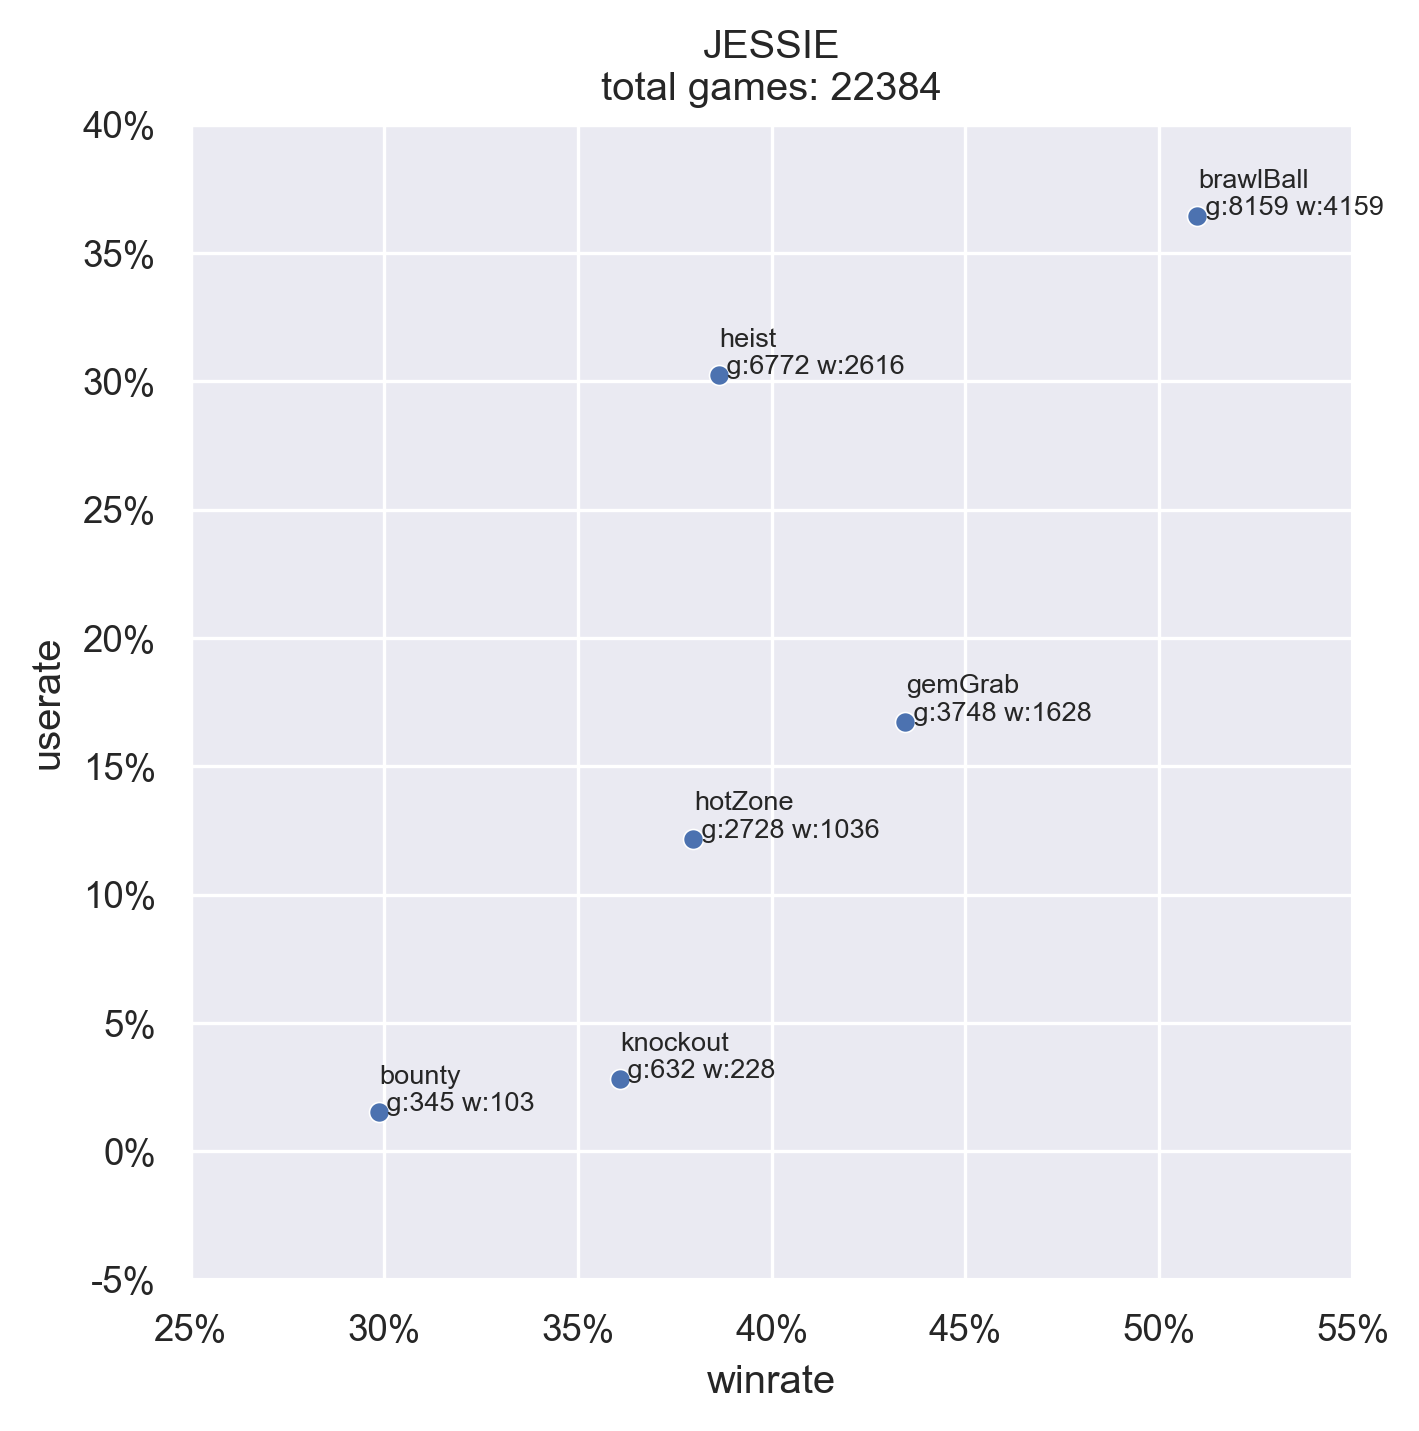 JESSIE
total games: 22384
40%
35%
30%
25%
20%
15%
10%
5%
0%
-5%
userate
brawlBall
g:8159 w:4159
heist
g:6772 w:2616
gemGrab
g:3748 w:1628
hotZone
g:2728 w:1036
knockout
g:632 w:228
bounty
g:345 w:103
25% 30% 35% 40% 45% 50% 55%
winrate